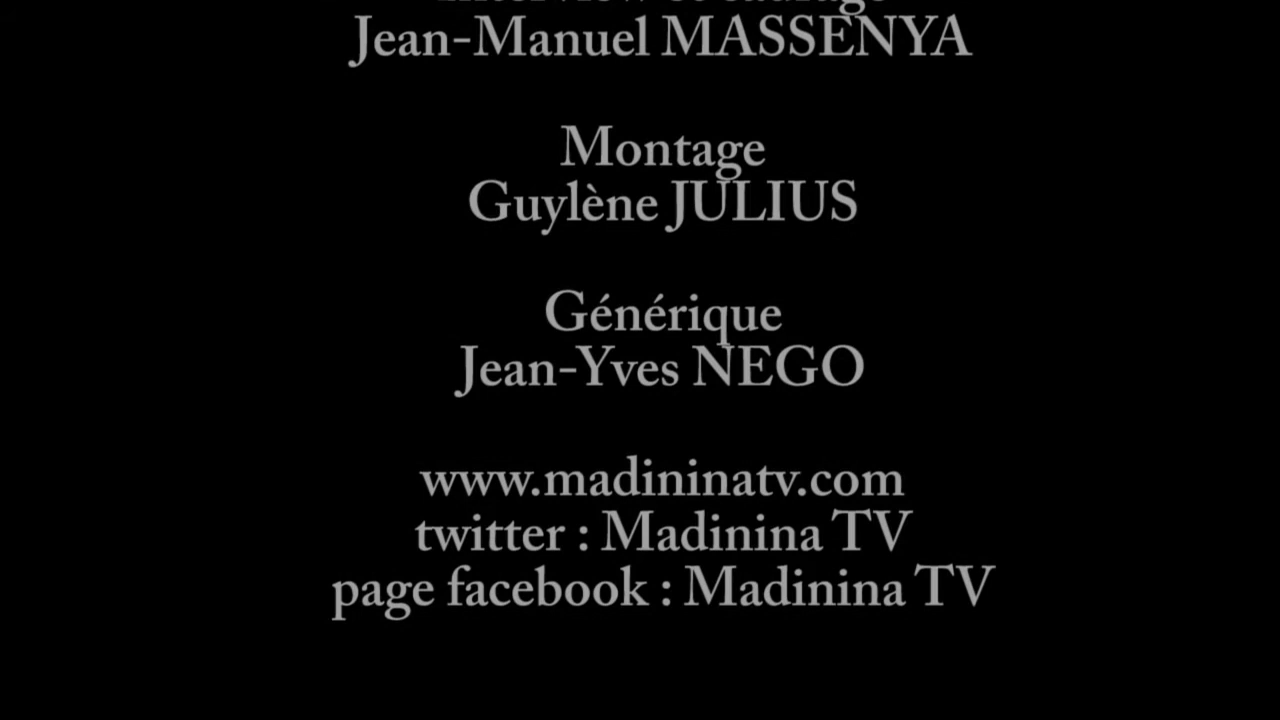 Jean-Manuel MASSENYA
Montage
Guylène JULIUS
Générique
Jean-Yves NEGO
www.madininatv.com
twitter : Madinina TV
page facebook : Madinina TV